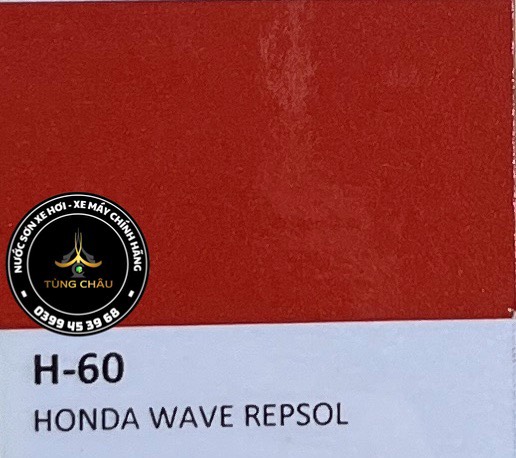 NƯỚC SƠN XE HƠI - XE MÁY CHÍNH HÃNG
TÙNG CHÂU
0399 45 39 68
H-60
HONDA WAVE REPSOL